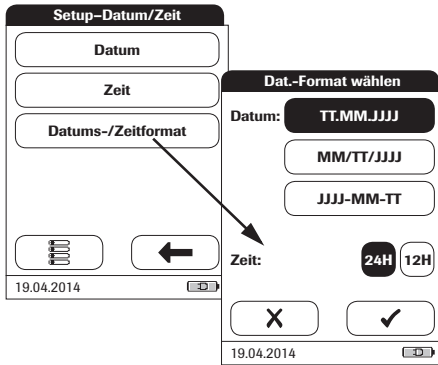 Setup–Datum/Zeit
Datum
Zeit
Datums-/Zeitformat
19.04.2014
Dat.–Format wählen
Datum: TT.MM.JJJJ
MM/TT/JJJJ
JJJJ-MM-TT
Zeit: 24H 12H
19.04.2014